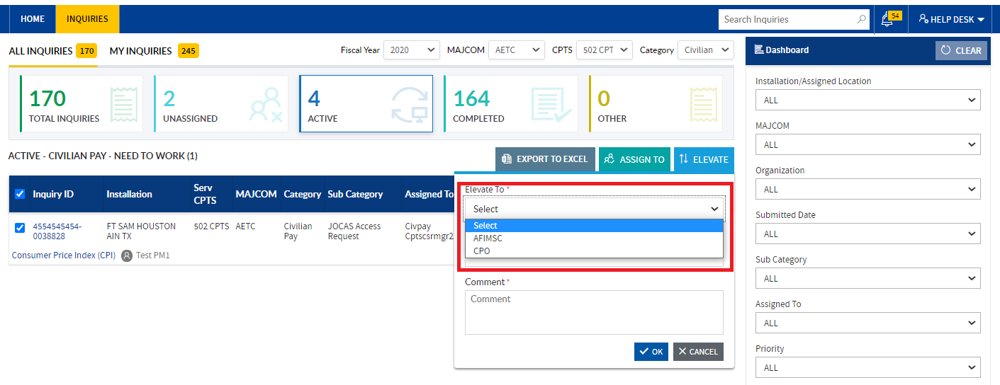 HOME
INQUIRIES
Search Inquiries
54
HELP DESK
ALL INQUIRIES 170
MY INQUIRIES 245
Fiscal Year 2020
MAJCOM AETC
CPTS 502 CPT
Category Civilian
170
TOTAL INQUIRIES
2
UNASSIGNED
4
ACTIVE
164
COMPLETED
0
OTHER
ACTIVE - CIVILIAN PAY - NEED TO WORK (1)
EXPORT TO EXCEL
ASSIGN TO
ELEVATE
Inquiry ID
Installation
Serv
CPTS
MAJCOM
Category
Sub Category
Assigned To
4554545454-
0038828
FT SAM HOUSTON
AIN TX
502 CPTS
AETC
Civilian
Pay
JOCAS Access
Request
Civpay
Cptscsrmgr2
Consumer Price Index (CPI)
Test PM1
Elevate To *
Select
Select
AFIMSC
CPO
Comment *
Comment
OK
CANCEL
Dashboard
CLEAR
Installation/Assigned Location
ALL
MAJCOM
ALL
Organization
ALL
Submitted Date
ALL
Sub Category
ALL
Assigned To
ALL
Priority
ALL